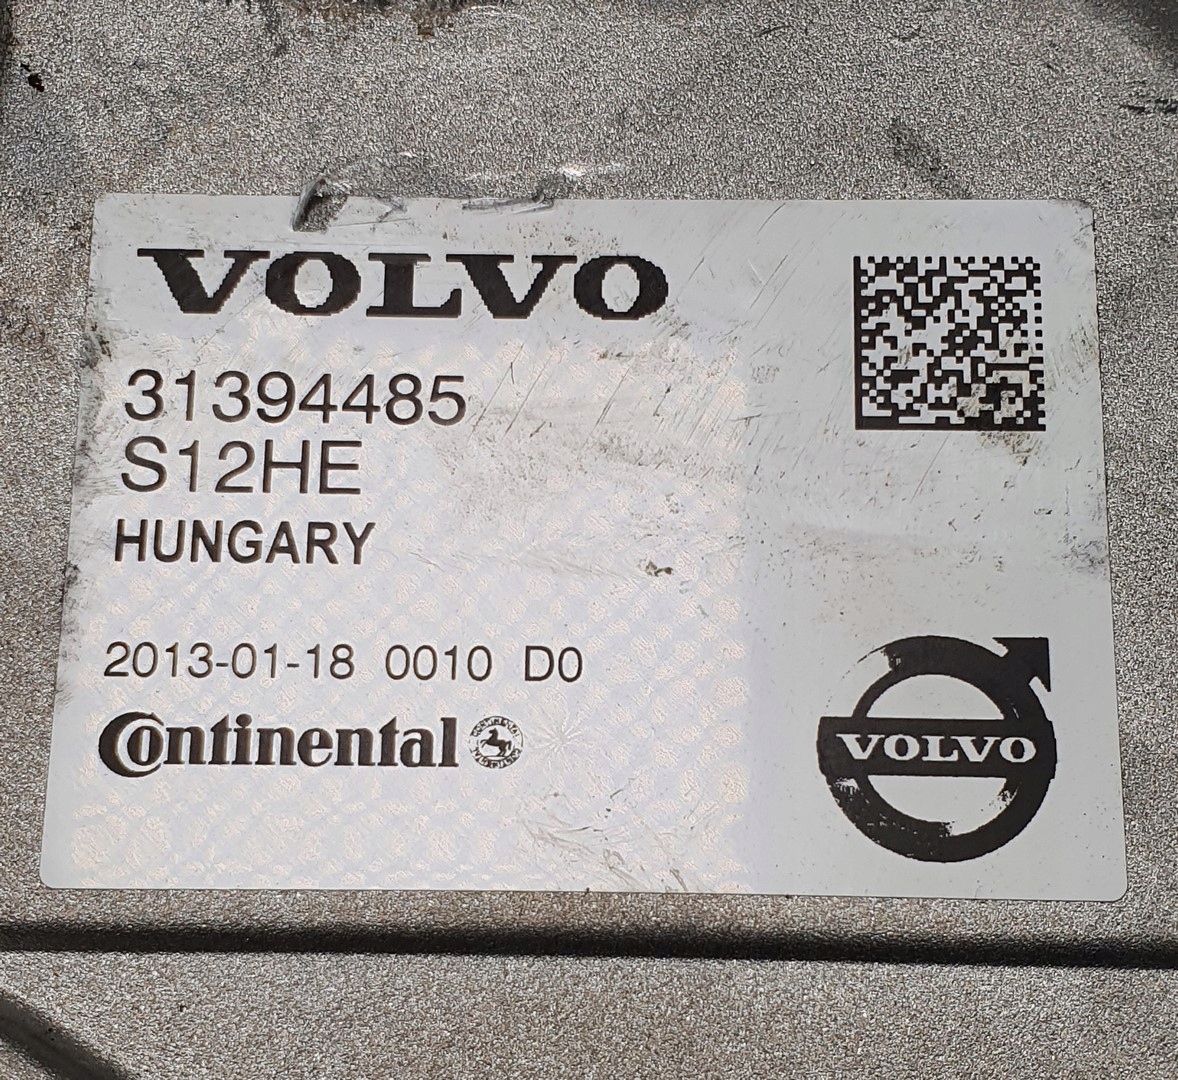 VOLVO
31394485
S12HE
HUNGARY
2013-01-18 0010 D0
Continental
VOLVO